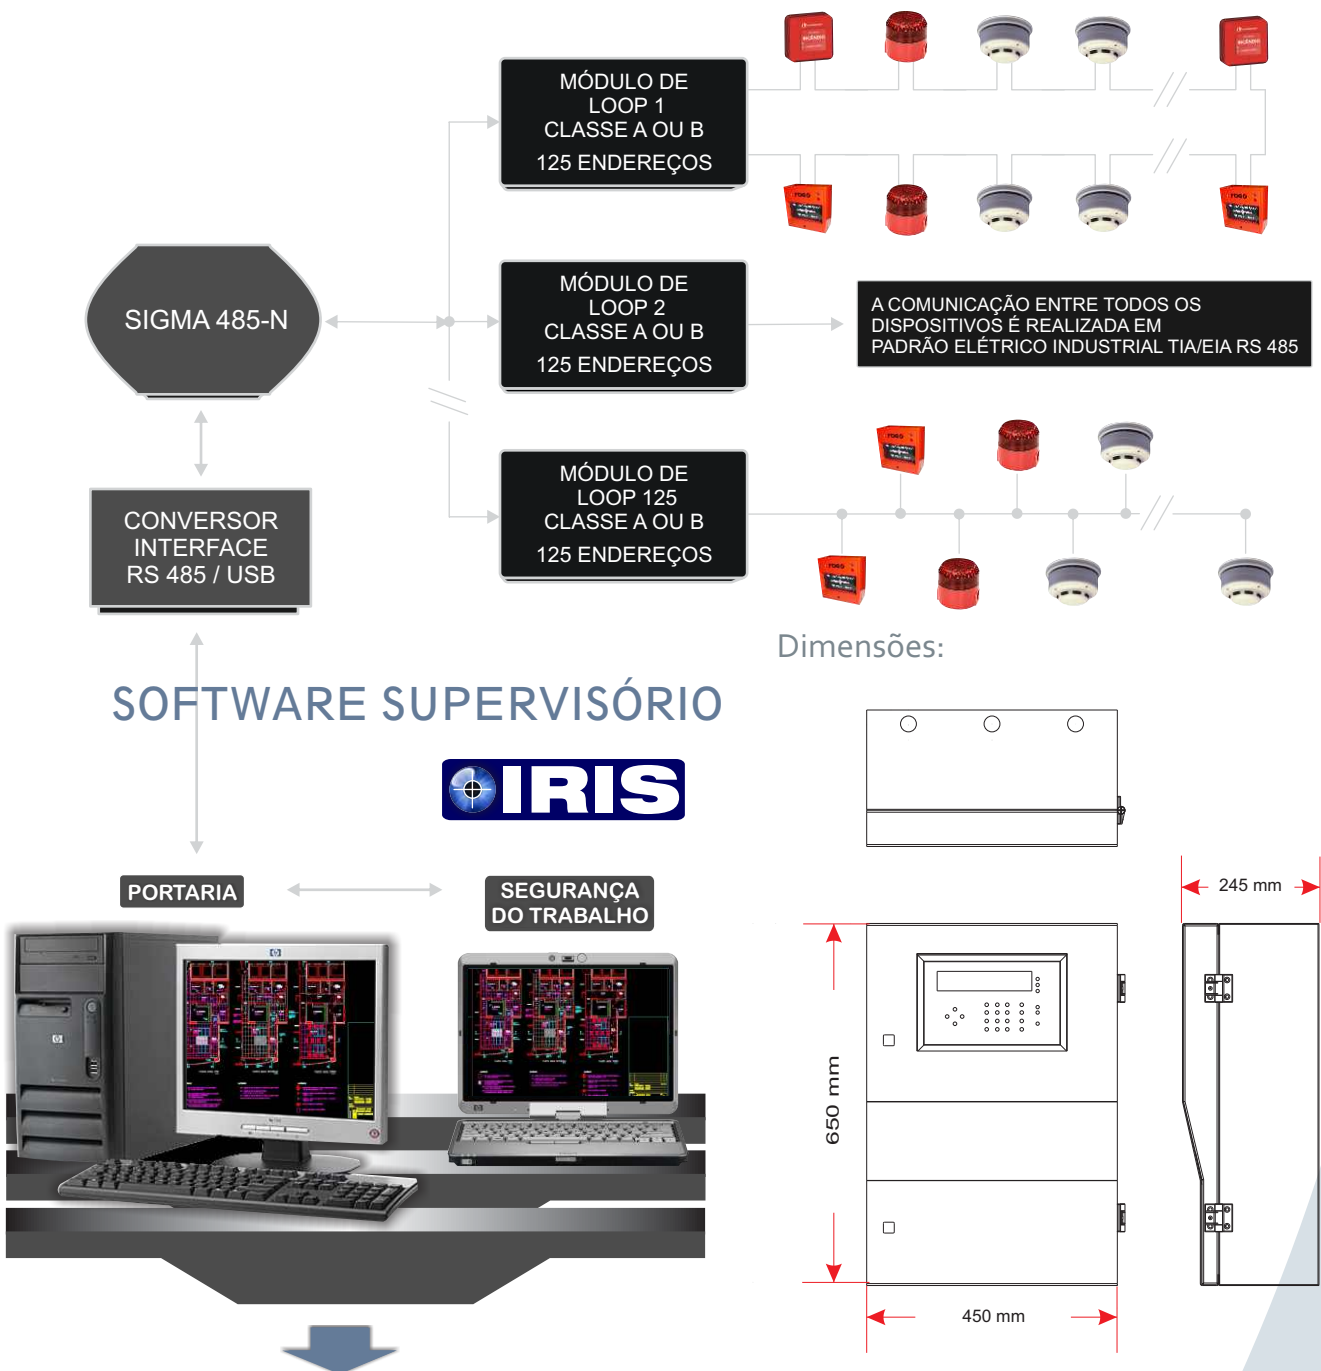 MÓDULO DE
LOOP 1
CLASSE A OU B
125 ENDEREÇOS
SIGMA 485-N
MÓDULO DE
LOOP 2
CLASSE A OU B
125 ENDEREÇOS
A COMUNICAÇÃO ENTRE TODOS OS
DISPOSITIVOS É REALIZADA EM
PADRÃO ELÉTRICO INDUSTRIAL TIA/EIA RS 485
MÓDULO DE
LOOP 125
CLASSE A OU B
125 ENDEREÇOS
CONVERSOR
INTERFACE
RS 485 / USB
Dimensões:
SOFTWARE SUPERVISÓRIO
IRIS
PORTARIA
SEGURANÇA
DO TRABALHO
245 mm
650 mm
450 mm